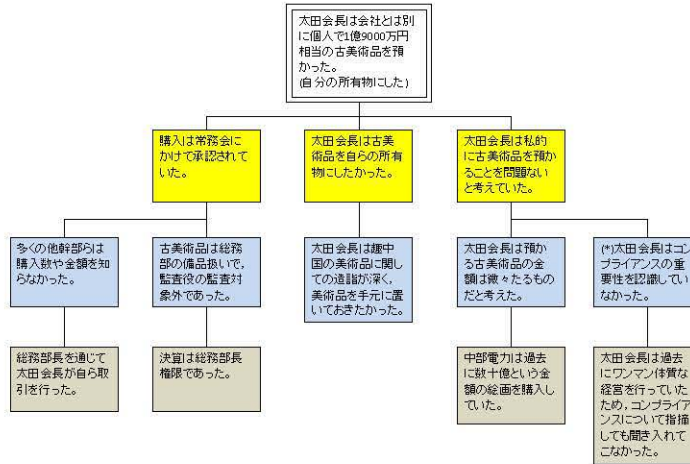 太田会長は会社とは別
に個人で1億9000万円
相当の古美術品を預
かった。
(自分の所有物にした)
購入は常務会に
かけて承認されて
いた。
太田会長は古美
術品を自らの所有
物にしたかった。
太田会長は私的
に古美術品を預か
ることを問題ない
と考えていた。
多くの他幹部らは
購入数や金額を知
らなかった。
古美術品は総務
部の備品扱いで、
監査役の監査対
象外であった。
太田会長は趣中
国の美術品に関し
ての造詣が深く、
美術品を手元に置
いておきたかった。
太田会長は預か
る古美術品の金
額は微々たるもの
だと考えた。
(*)太田会長はコン
プライアンスの重
要性を認識してい
なかった。
総務部長を通じて
太田会長が自ら取
引を行った。
決算は総務部長
権限であった。
中部電力は過去
に数十億という金
額の絵画を購入し
ていた。
太田会長は過去
にワンマン体質な
経営を行っていた
ため、コンプライア
ンスについて指摘
しても聞き入れて
こなかった。